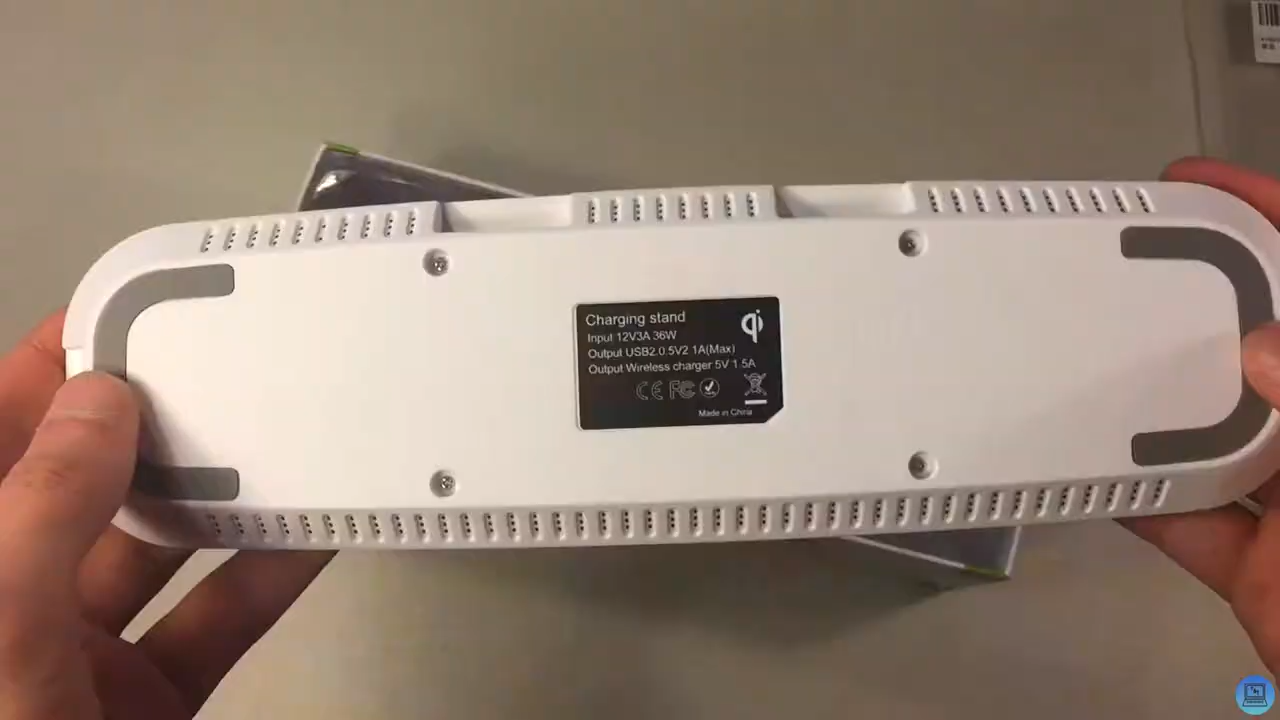 Charging stand
qi
Input 12V3A 36W
Output USB2.0.5V2 1A(Max)
Output Wireless charger 5V 1.5A
CE FC
Made in China